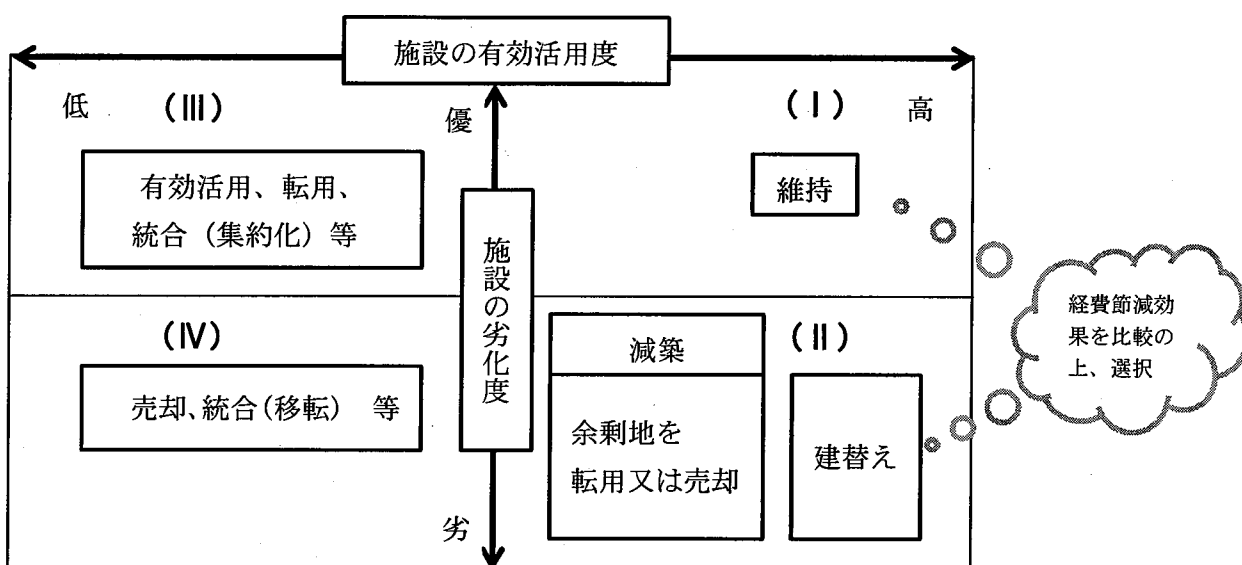 施設の有効活用度
低
(Ⅲ)
優
(Ⅰ)
高
有効活用、転用、
統合（集約化）等
維持
施設の劣化度
経費節減効
果を比較の
上、選択
(Ⅳ)
売却、統合(移転) 等
減築
余剰地を
転用又は売却
(Ⅱ)
建替え
劣